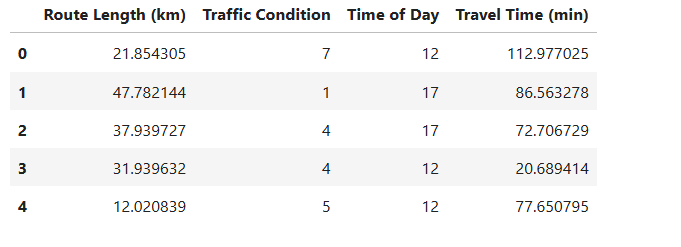 Route Length (km) Traffic Condition Time of Day Travel Time (min)
0 21.854305 7 12 112.977025
1 47.782144 1 17 86.563278
2 37.939727 4 17 72.706729
3 31.939632 4 12 20.689414
4 12.020839 5 12 77.650795